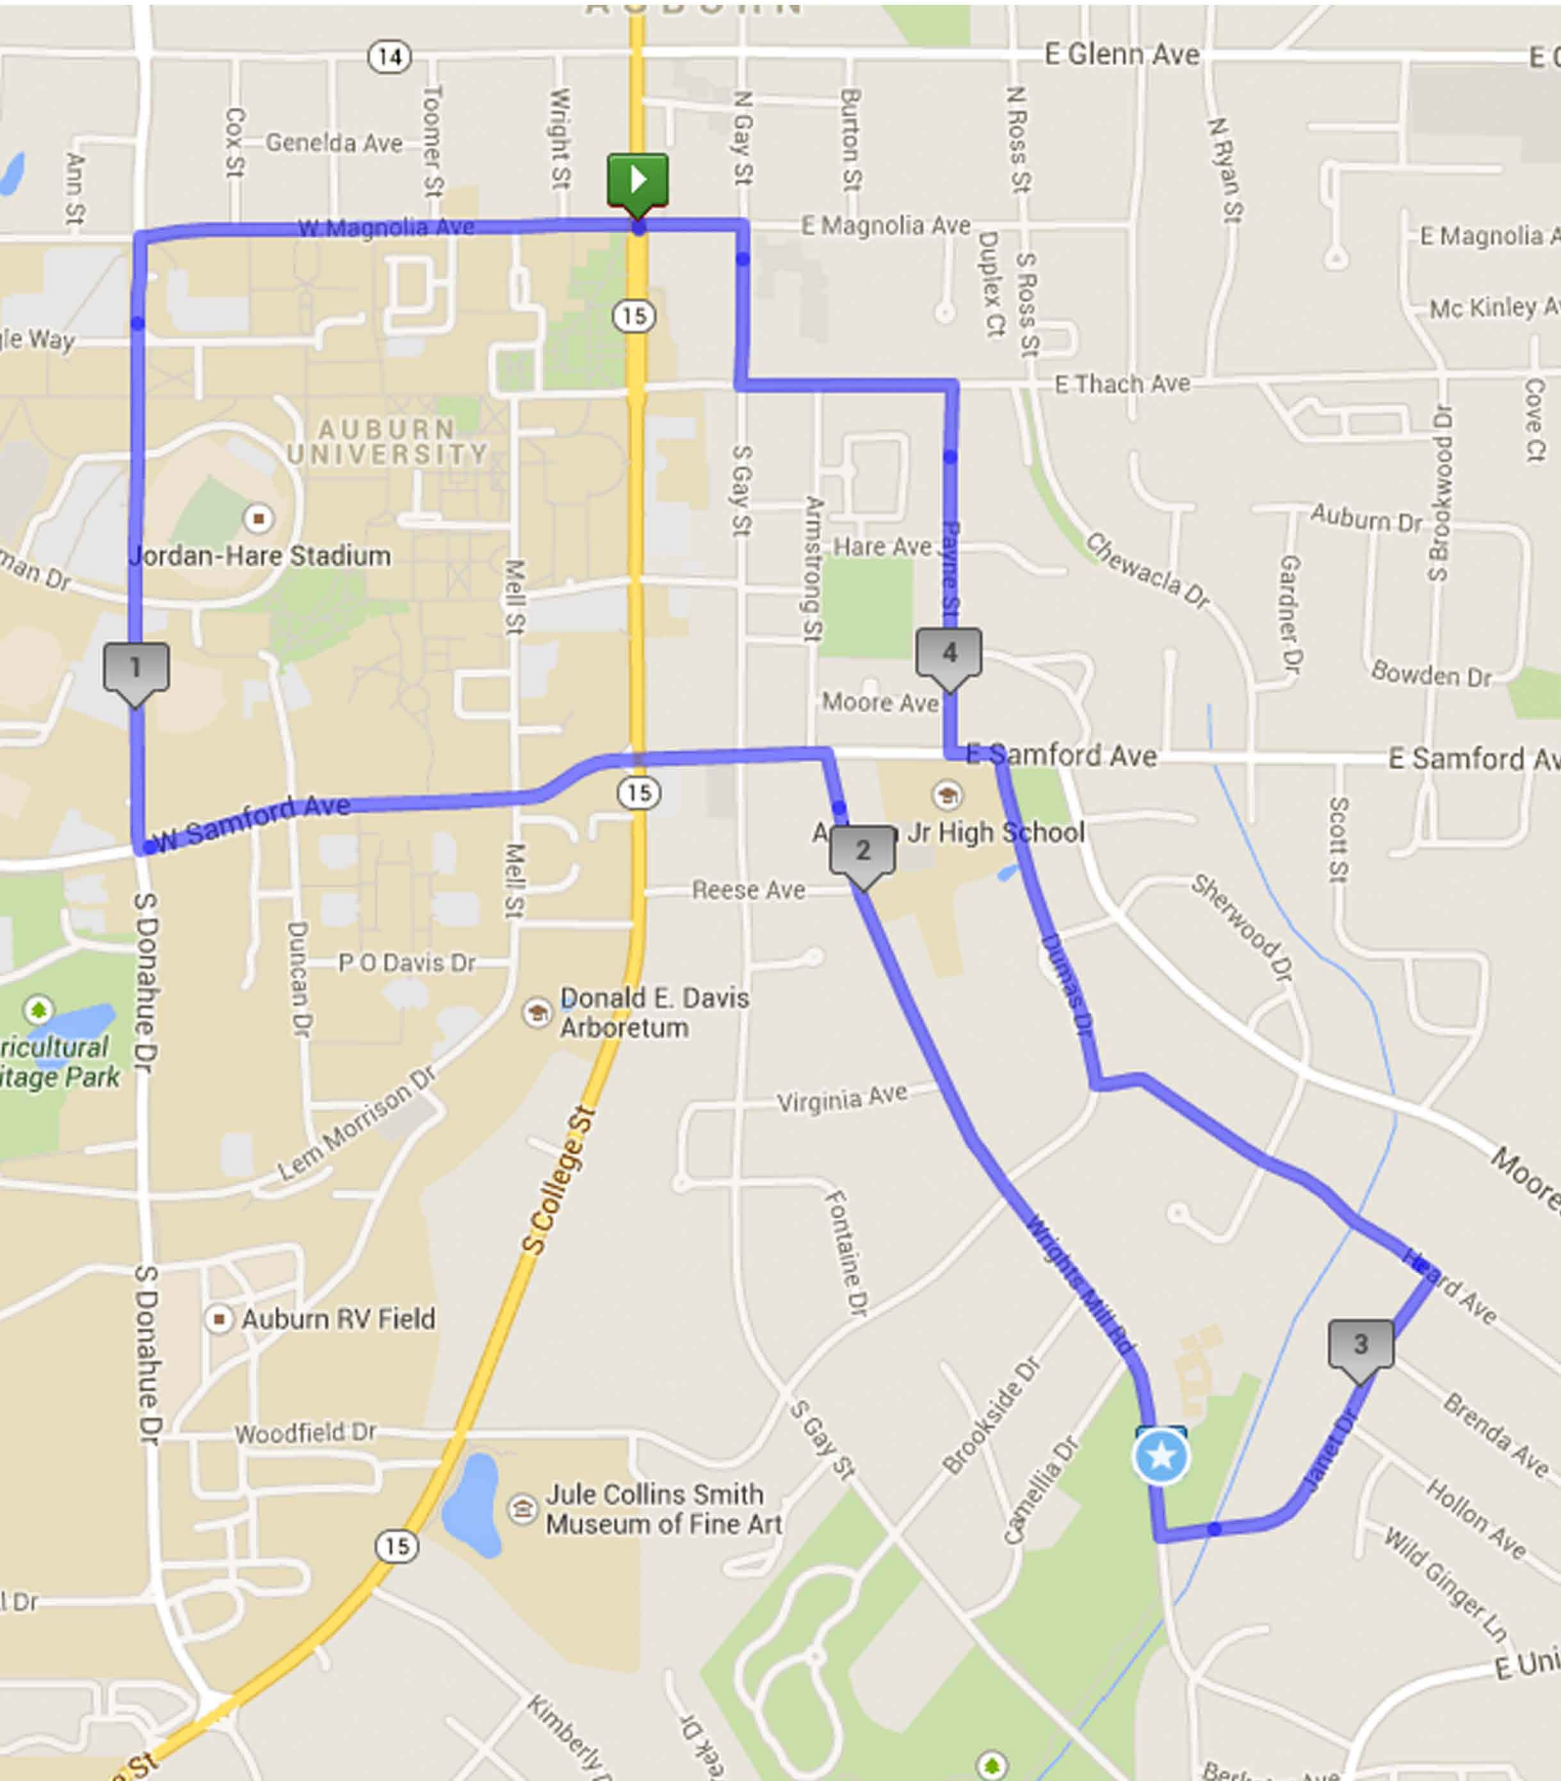 AUBURN
14
E Glenn Ave
Cox St
Genelda Ave
Toomer St
Wright St
N Gay St
Burton St
N Ross St
N Ryan St
Ann St
W Magnolia Ave
E Magnolia Ave
E Magnolia A
Duplex Ct
S Ross St
Mc Kinley Av
15
gle Way
E Thach Ave
Cove Ct
AUBURN
UNIVERSITY
S Gay St
S Brookwood Dr
Armstrong St
Auburn Dr
Jordan-Hare Stadium
Hare Ave
Payne St
Chewacla Dr
Gardner Dr
man Dr
Mell St
1
4
Bowden Dr
Moore Ave
E Samford Ave
E Samford Av
15
W Samford Ave
A
Jr High School
2
Scott St
Mell St
Reese Ave
Sherwood Dr
S Donahue Dr
Duncan Dr
P O Davis Dr
Dumas Dr
Donald E. Davis
Arboretum
ricultural
itage Park
Lem Morrison Dr
Virginia Ave
S College St
Moore
Fontaine Dr
Wrights Mill Rd
Heard Ave
S Donahue Dr
Auburn RV Field
3
Brookside Dr
Brenda Ave
Woodfield Dr
S Gay St
Camellia Dr
Janet Dr
Jule Collins Smith
Museum of Fine Art
Hollon Ave
15
Wild Ginger Ln
l Dr
E Uni
Kimberly D
eek Dr
St